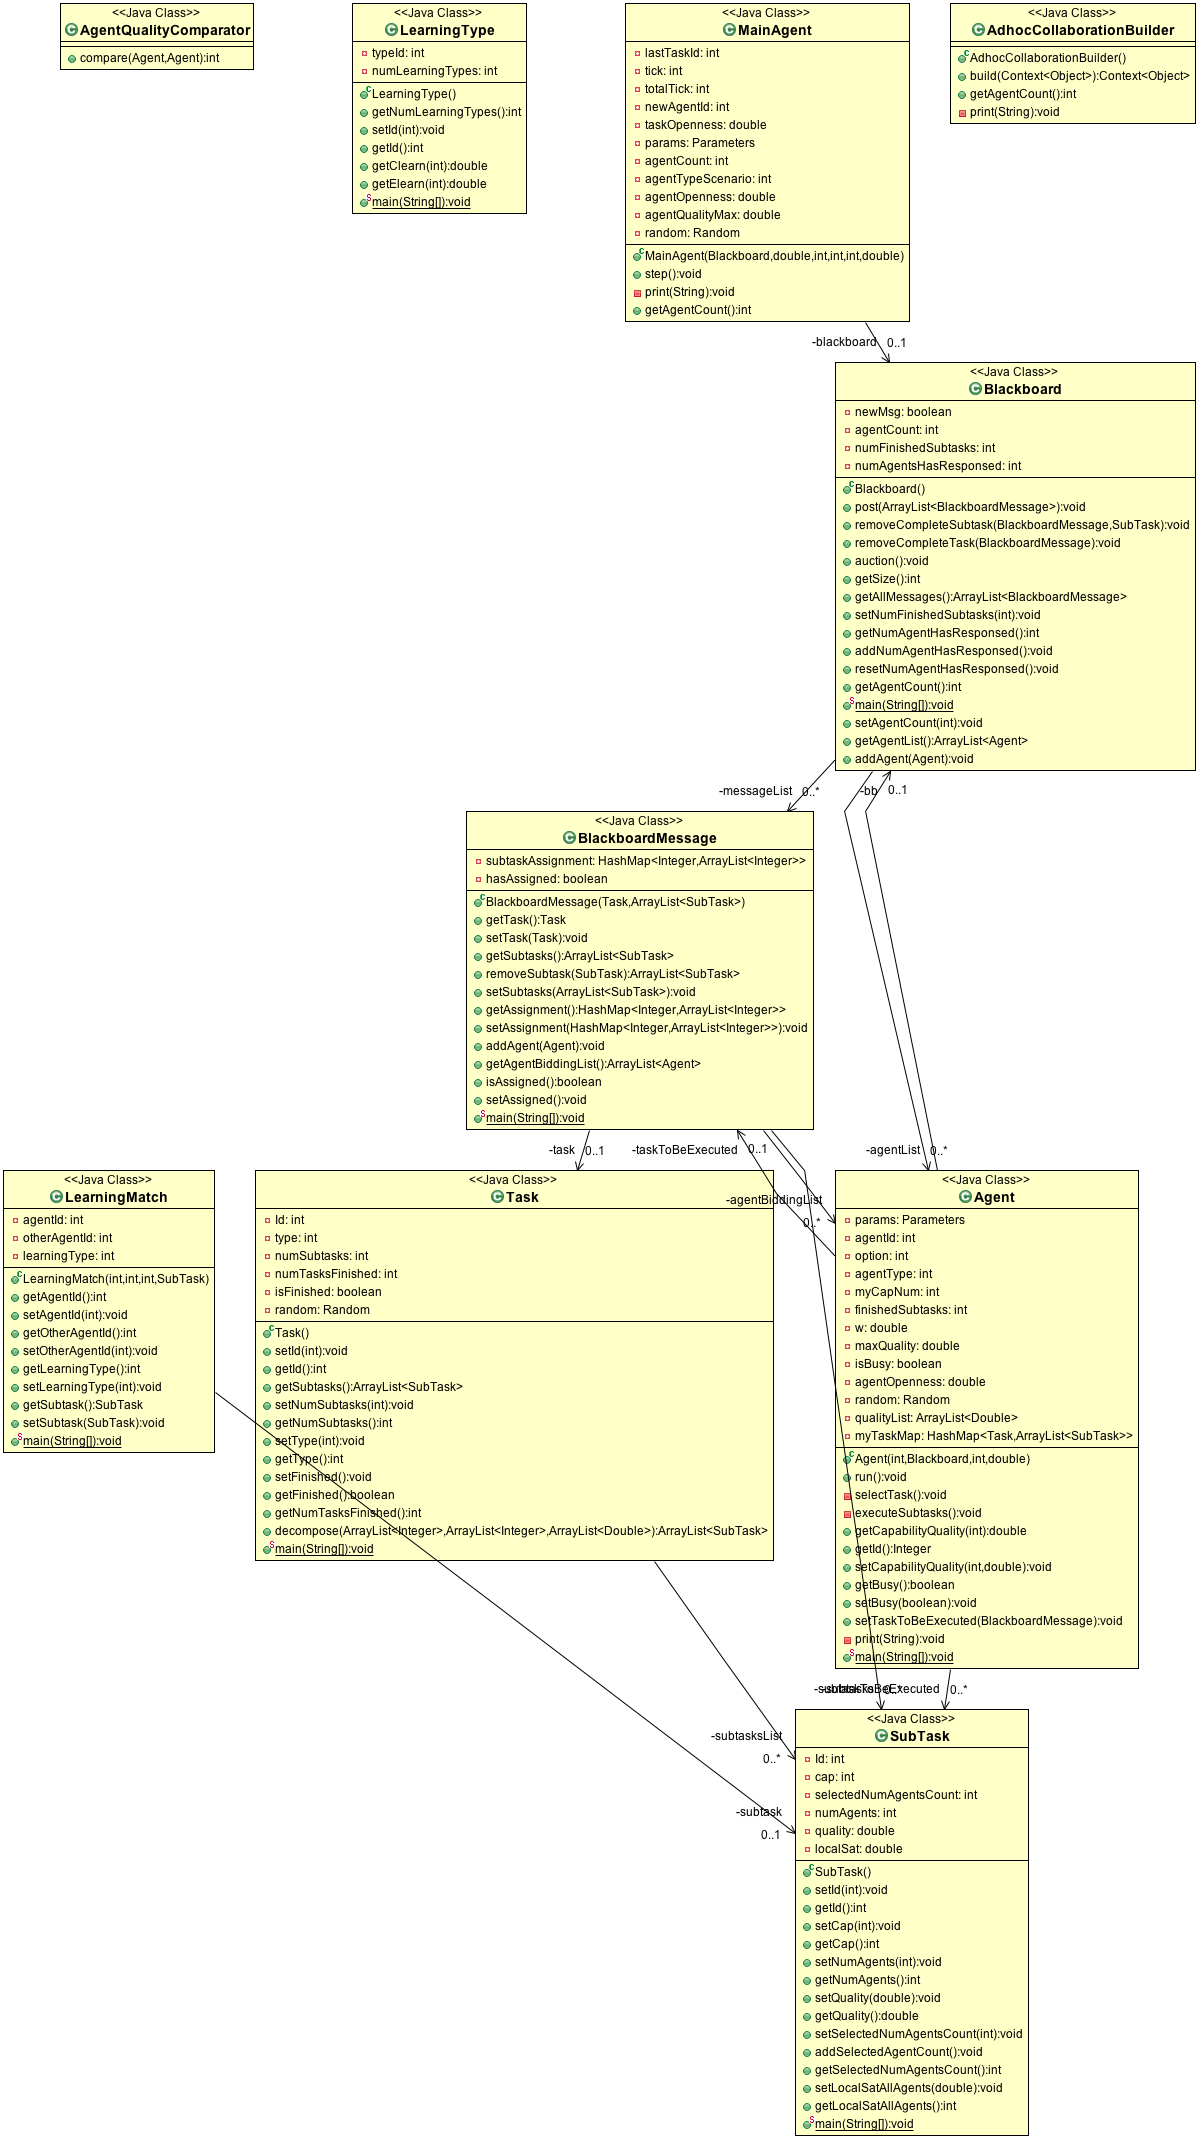 <<Java Class>>
AgentQualityComparator
compare(Agent,Agent):int
<<Java Class>>
LearningType
typeId: int
numLearningTypes: int
LearningType()
getNumLearningTypes():int
setId(int):void
getId():int
getClearn(int):double
getElearn(int):double
main(String[]):void
<<Java Class>>
MainAgent
lastTaskId: int
tick: int
totalTick: int
newAgentId: int
taskOpenness: double
params: Parameters
agentCount: int
agentTypeScenario: int
agentOpenness: double
agentQualityMax: double
random: Random
MainAgent(Blackboard,double,int,int,int,double)
step():void
print(String):void
getAgentCount():int
<<Java Class>>
AdhocCollaborationBuilder
AdhocCollaborationBuilder()
build(Context<Object>):Context<Object>
getAgentCount():int
print(String):void
-blackboard 0..1
<<Java Class>>
Blackboard
newMsg: boolean
agentCount: int
numFinishedSubtasks: int
numAgentsHasResponsed: int
Blackboard()
post(ArrayList<BlackboardMessage>):void
removeCompleteSubtask(BlackboardMessage,SubTask):void
removeCompleteTask(BlackboardMessage):void
auction():void
getSize():int
getAllMessages():ArrayList<BlackboardMessage>
setNumFinishedSubtasks(int):void
getNumAgentHasResponsed():int
addNumAgentHasResponsed():void
resetNumAgentHasResponsed():void
getAgentCount():int
main(String[]):void
setAgentCount(int):void
getAgentList():ArrayList<Agent>
addAgent(Agent):void
-messageList 0..*
-bb 0..1
<<Java Class>>
BlackboardMessage
subtaskAssignment: HashMap<Integer,ArrayList<Integer>>
hasAssigned: boolean
BlackboardMessage(Task,ArrayList<SubTask>)
getTask():Task
setTask(Task):void
getSubtasks():ArrayList<SubTask>
removeSubtask(SubTask):ArrayList<SubTask>
setSubtasks(ArrayList<SubTask>):void
getAssignment():HashMap<Integer,ArrayList<Integer>>
setAssignment(HashMap<Integer,ArrayList<Integer>>):void
addAgent(Agent):void
getAgentBiddingList():ArrayList<Agent>
isAssigned():boolean
setAssigned():void
main(String[]):void
-task 0..1
-taskToBeExecuted 0..1
-agentList 0..*
-agentBiddingList
0..*
<<Java Class>>
LearningMatch
agentId: int
otherAgentId: int
learningType: int
LearningMatch(int,int,int,SubTask)
getAgentId():int
setAgentId(int):void
getOtherAgentId():int
setOtherAgentId(int):void
getLearningType():int
setLearningType(int):void
getSubtask():SubTask
setSubtask(SubTask):void
main(String[]):void
<<Java Class>>
Task
Id: int
type: int
numSubtasks: int
numTasksFinished: int
isFinished: boolean
random: Random
Task()
setId(int):void
getId():int
getSubtasks():ArrayList<SubTask>
setNumSubtasks(int):void
getNumSubtasks():int
setType(int):void
getType():int
setFinished():void
getFinished():boolean
getNumTasksFinished():int
decompose(ArrayList<Integer>,ArrayList<Integer>,ArrayList<Double>):ArrayList<SubTask>
main(String[]):void
<<Java Class>>
Agent
params: Parameters
agentId: int
option: int
agentType: int
myCapNum: int
finishedSubtasks: int
w: double
maxQuality: double
isBusy: boolean
agentOpenness: double
random: Random
qualityList: ArrayList<Double>
myTaskMap: HashMap<Task,ArrayList<SubTask>>
Agent(int,Blackboard,int,double)
run():void
selectTask():void
executeSubtasks():void
getCapabilityQuality(int):double
getId():Integer
setCapabilityQuality(int,double):void
getBusy():boolean
setBusy(boolean):void
setTaskToBeExecuted(BlackboardMessage):void
print(String):void
main(String[]):void
0..*
-subtasksList
0..*
-subtask
0..1
<<Java Class>>
SubTask
Id: int
cap: int
selectedNumAgentsCount: int
numAgents: int
quality: double
localSat: double
SubTask()
setId(int):void
getId():int
setCap(int):void
getCap():int
setNumAgents(int):void
getNumAgents():int
setQuality(double):void
getQuality():double
setSelectedNumAgentsCount(int):void
addSelectedAgentCount():void
getSelectedNumAgentsCount():int
setLocalSatAllAgents(double):void
getLocalSatAllAgents():int
main(String[]):void